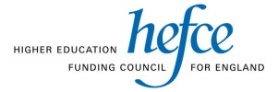 hefce
HIGHER EDUCATION
FUNDING COUNCIL FOR ENGLAND